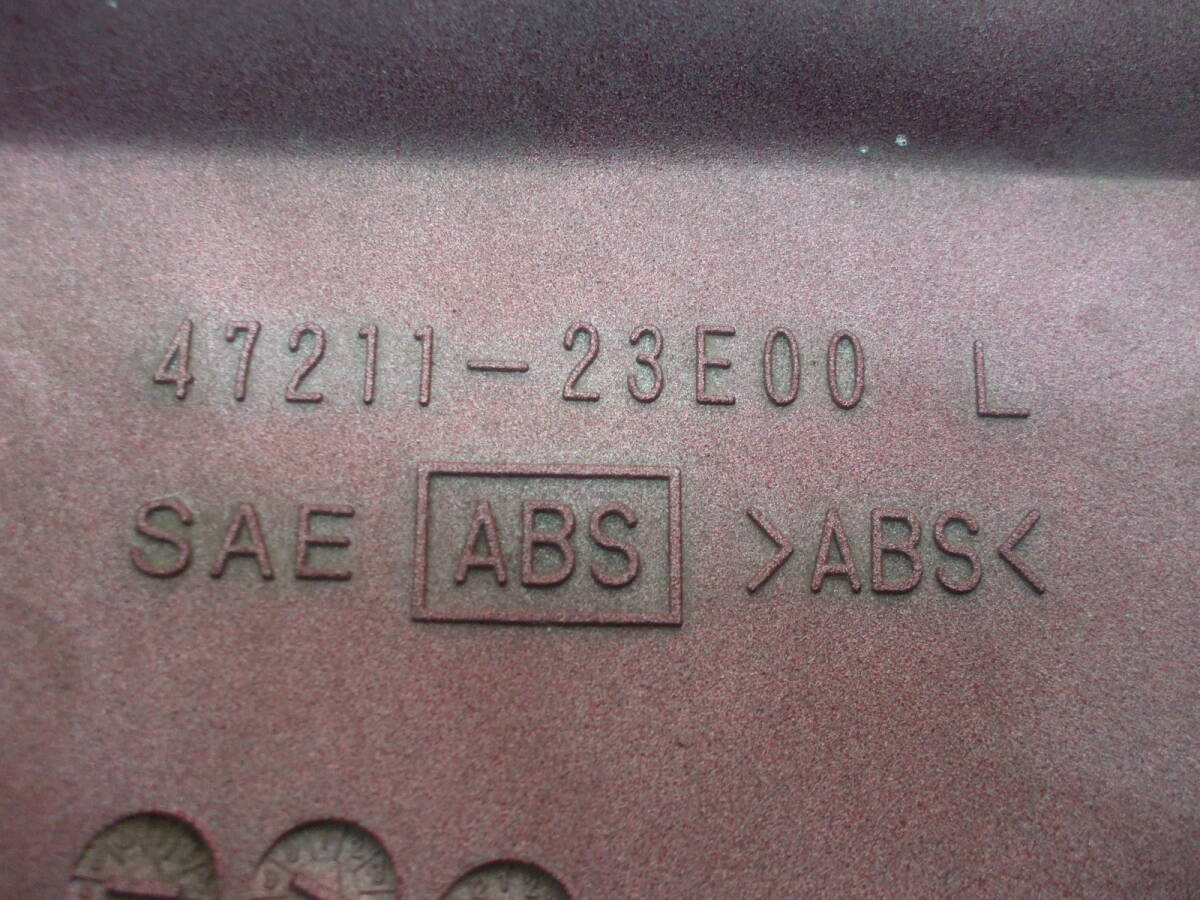 47211-23E00 L
SAE ABS >ABS<